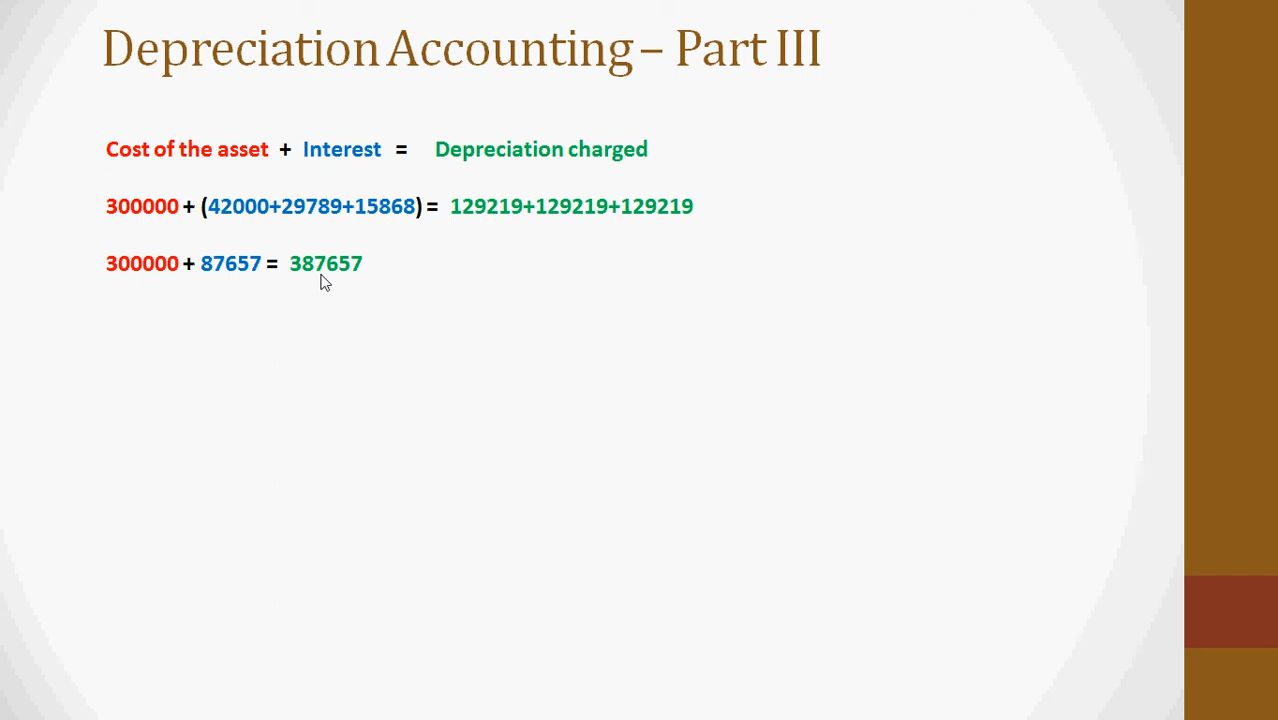 Depreciation Accounting – Part III
Cost of the asset + Interest = Depreciation charged
300000 + (42000+29789+15868) = 129219+129219+129219
300000 + 87657 = 387657